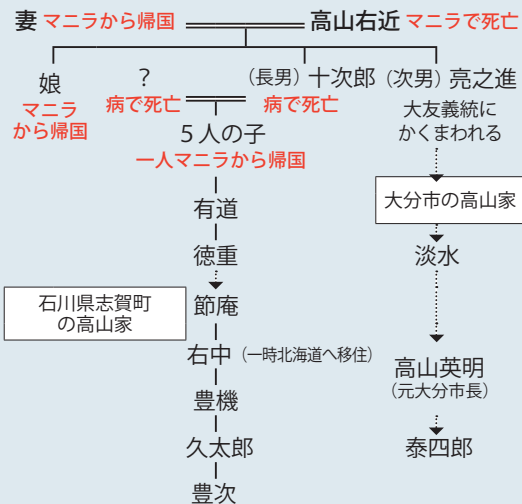 妻 マニラから帰国 高山右近 マニラで死亡
娘
マニラ
から帰国
?
病で死亡
(長男) 十次郎
病で死亡
(次男) 亮之進
大友義統に
かくまわれる
5人の子
一人マニラから帰国
有道
徳重
石川県志賀町
の高山家
節庵
右中 (一時北海道へ移住)
豊機
久太郎
豊次
大分市の高山家
淡水
高山英明
(元大分市長)
泰四郎